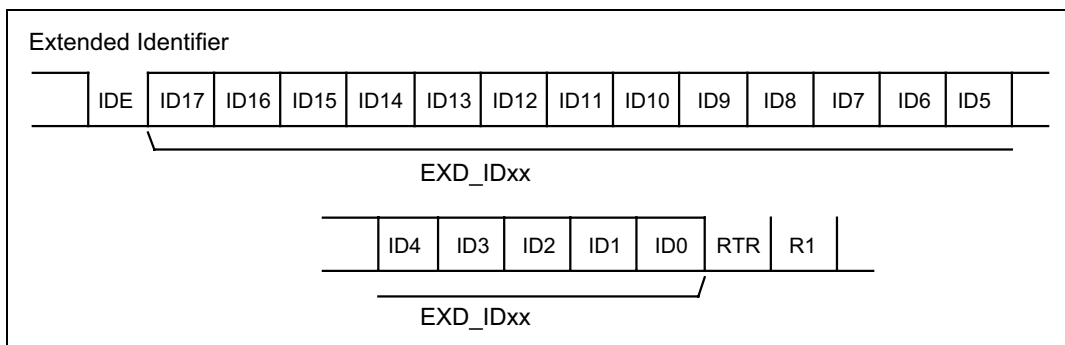 Extended Identifier
IDE ID17 ID16 ID15 ID14 ID13 ID12 ID11 ID10 ID9 ID8 ID7 ID6 ID5
EXD_IDxx
ID4 ID3 ID2 ID1 ID0 RTR R1
EXD_IDxx